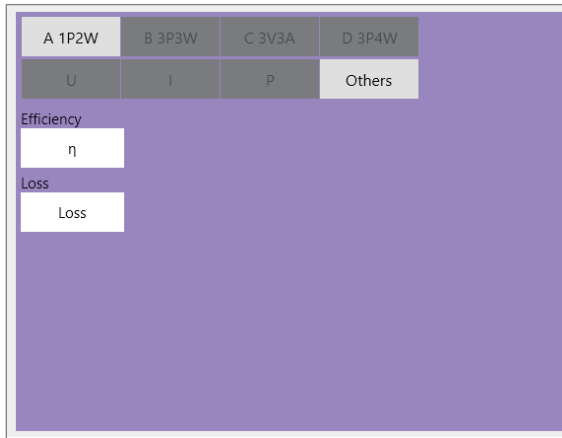 A 1P2W B 3P3W C 3V3A D 3P4W
U I P Others
Efficiency
η
Loss
Loss